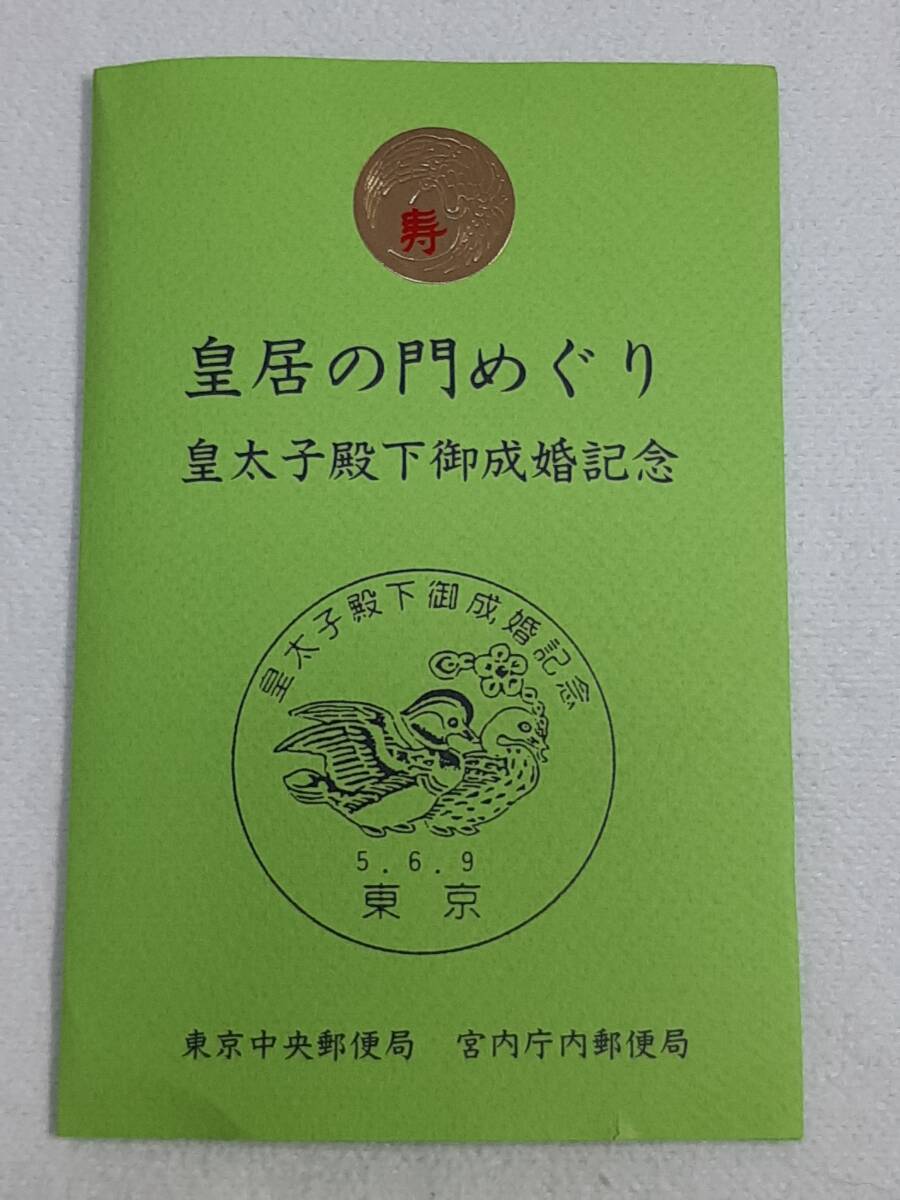 寿
皇居の門めぐり
皇太子殿下御成婚記念
皇太子殿下御成婚記念
5.6.9
東京
東京中央郵便局 宮内庁内郵便局